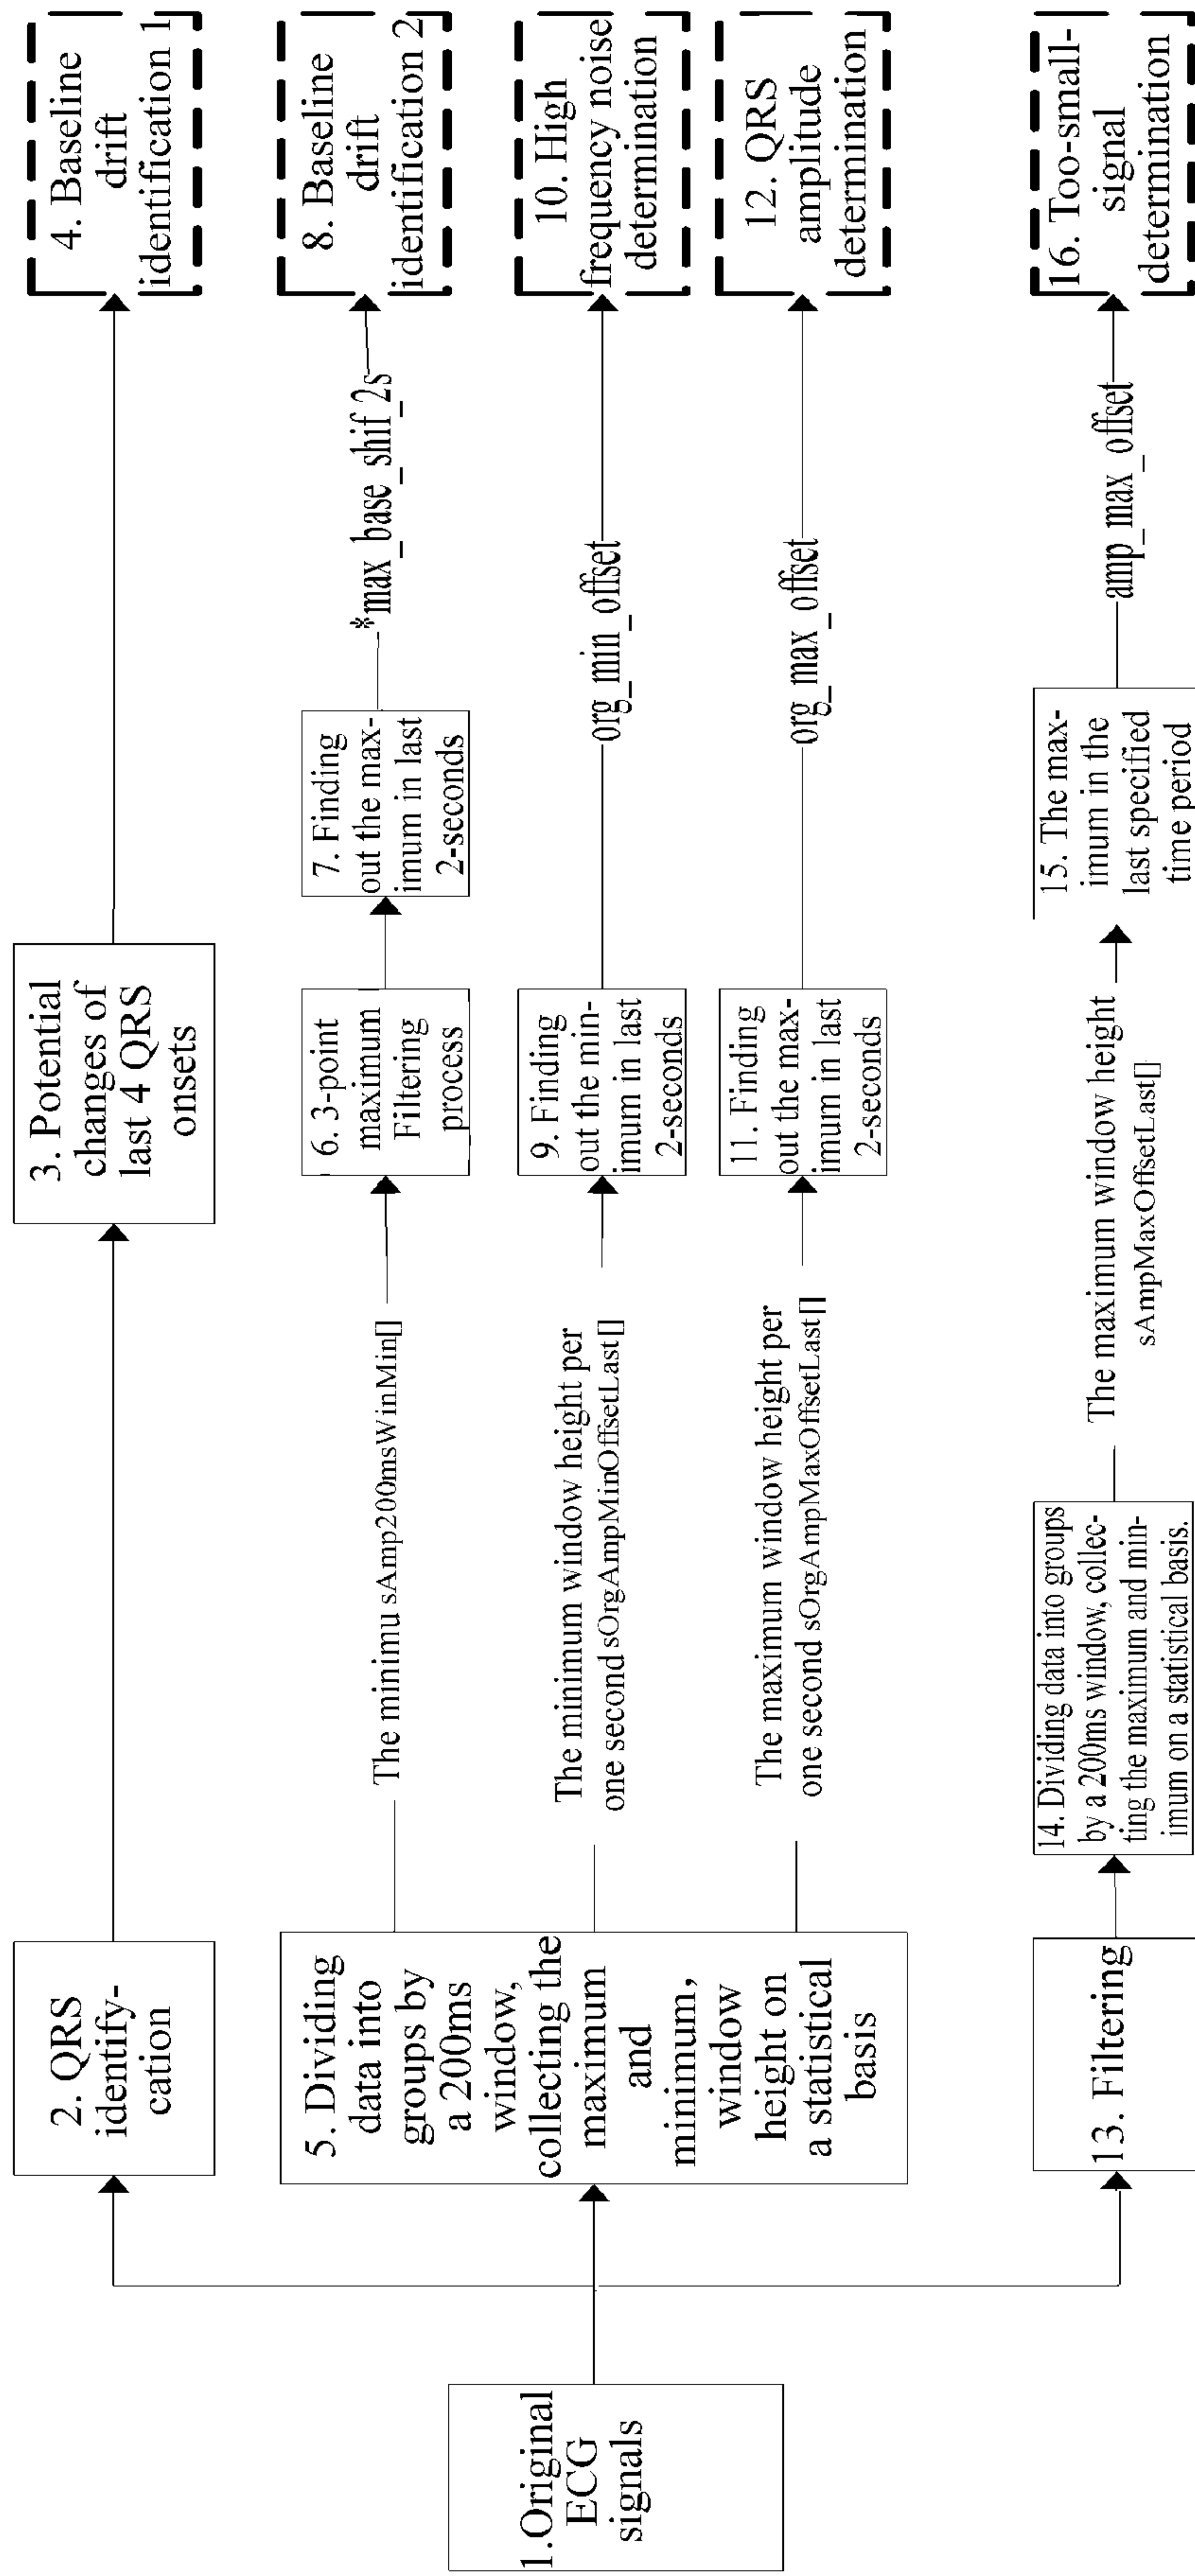 1.Original
ECG
signals
2. QRS
identify-
cation
3. Potential
changes of
last 4 QRS
onsets
4. Baseline
drift
identification 1
5. Dividing
data into
groups by
a 200ms
window,
collecting the
maximum
and
minimum,
window
height on
a statistical
basis
The minimu sAmp200msWinMin[]
6. 3-point
maximum
Filtering
process
7. Finding
out the max-
imum in last
2-seconds
*max_base_shif_2s
8. Baseline
drift
identification 2
The minimum window height per
one second sOrgAmpMinOffsetLast[]
9. Finding
out the min-
imum in last
2-seconds
org_min_offset
10. High
frequency noise
determination
The maximum window height per
one second sOrgAmpMaxOffsetLast[]
11. Finding
out the max-
imum in last
2-seconds
org_max_offset
12. QRS
amplitude
determination
13. Filtering
14. Dividing data into groups
by a 200ms window, collec-
ting the maximum and min-
imum on a statistical basis.
The maximum window height
sAmpMaxOffsetLast[]
15. The max-
imum in the
last specified
time period
amp_max_offset
16. Too-small-
signal
determination